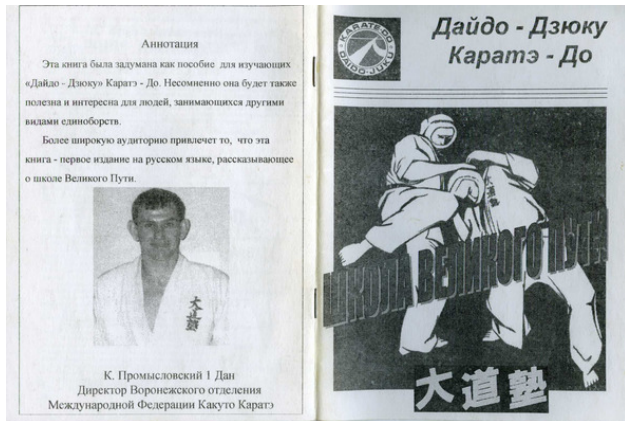 Аннотация
Эта книга была задумана как пособие для изучающих
«Дайдо - Дзюку» Каратэ - До. Несомненно она будет также
полезна и интересна для людей, занимающихся другими
видами единоборств.
Более широкую аудиторию привлечет то, что эта
книга - первое издание на русском языке, рассказывающее
о школе Великого Пути.
大道塾
К. Промысловский 1 Дан
Директор Воронежского отделения
Международной Федерации Какуто Каратэ
KARATE-DO
DAIDO-JUKU
Дайдо - Дзюку
Каратэ - До
ШКОЛА ВЕЛИКОГО ПУТИ
大道塾